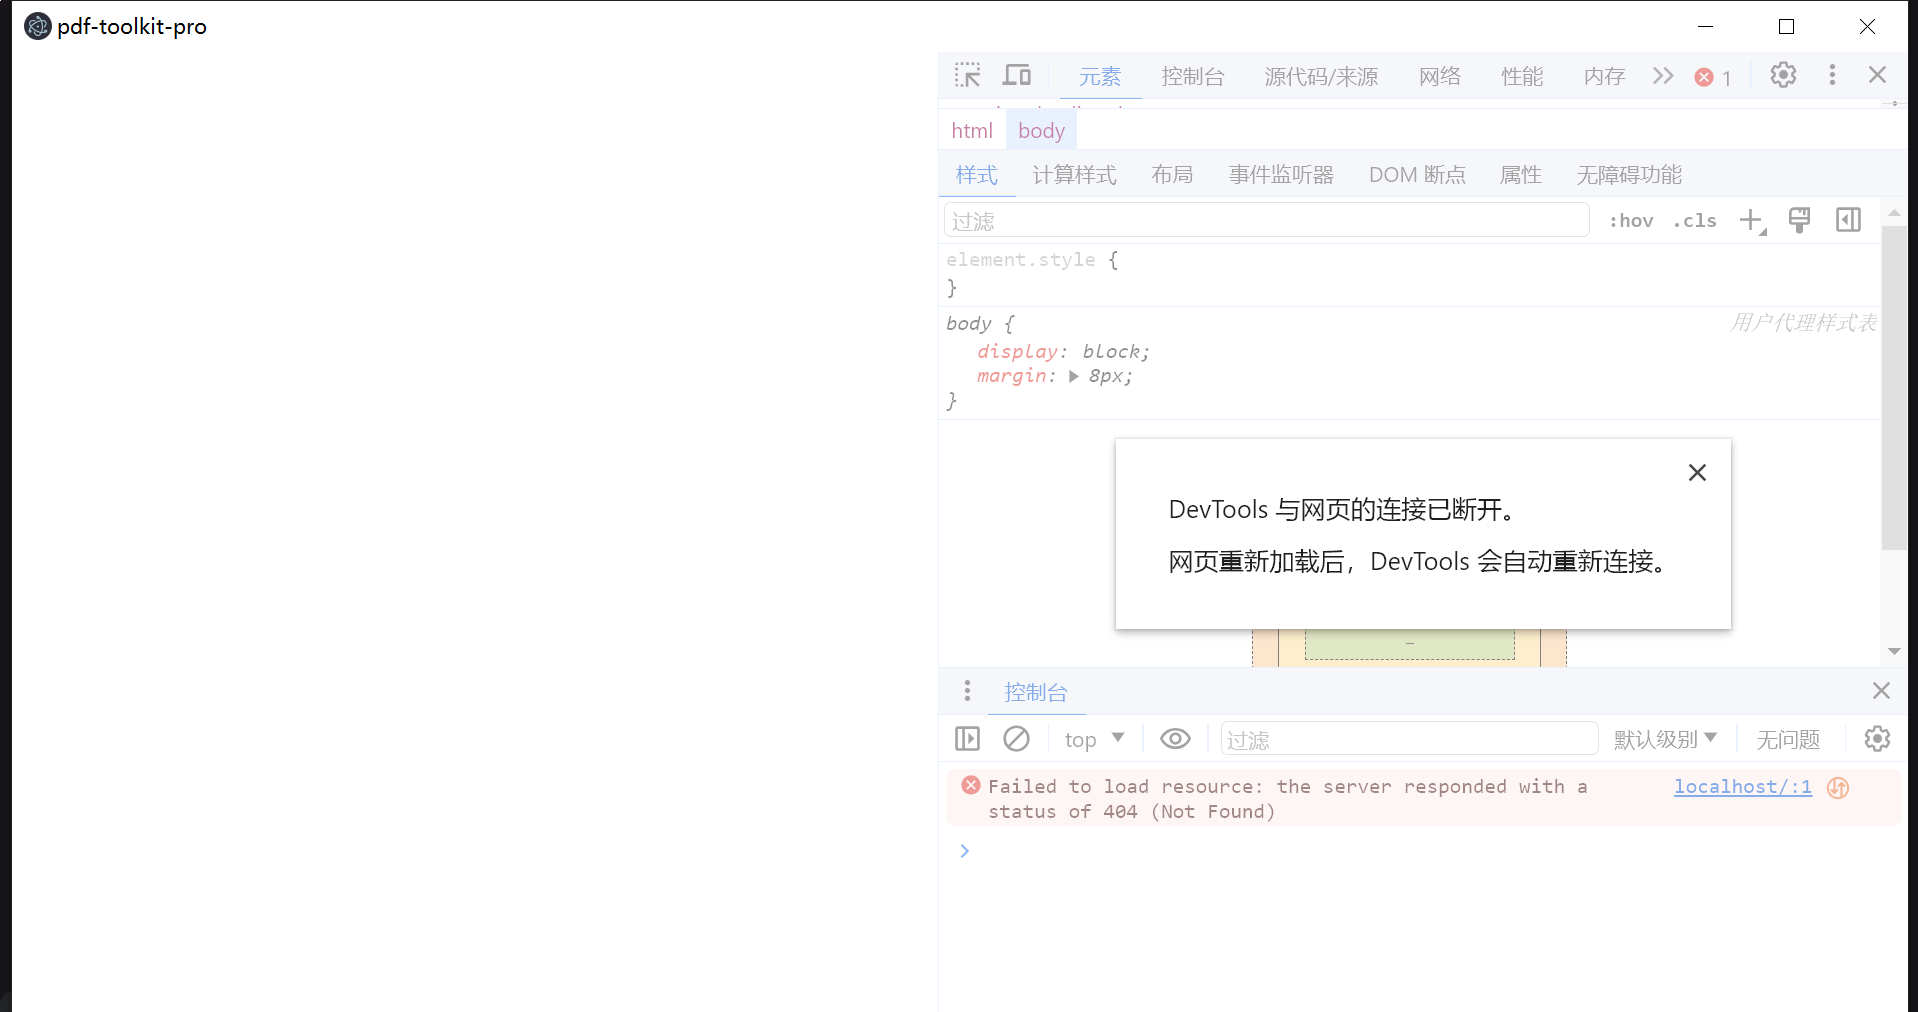 pdf-toolkit-pro
元素 控制台 源代码/来源 网络 性能 内存 1
html body
样式 计算样式 布局 事件监听器 DOM 断点 属性 无障碍功能
过滤 :hov .cls
element.style {
}
body { 用户代理样式表
display: block;
margin: 8px;
}
DevTools 与网页的连接已断开。
网页重新加载后，DevTools 会自动重新连接。
–
控制台
top 过滤 默认级别 无问题
Failed to load resource: the server responded with a localhost/:1
status of 404 (Not Found)